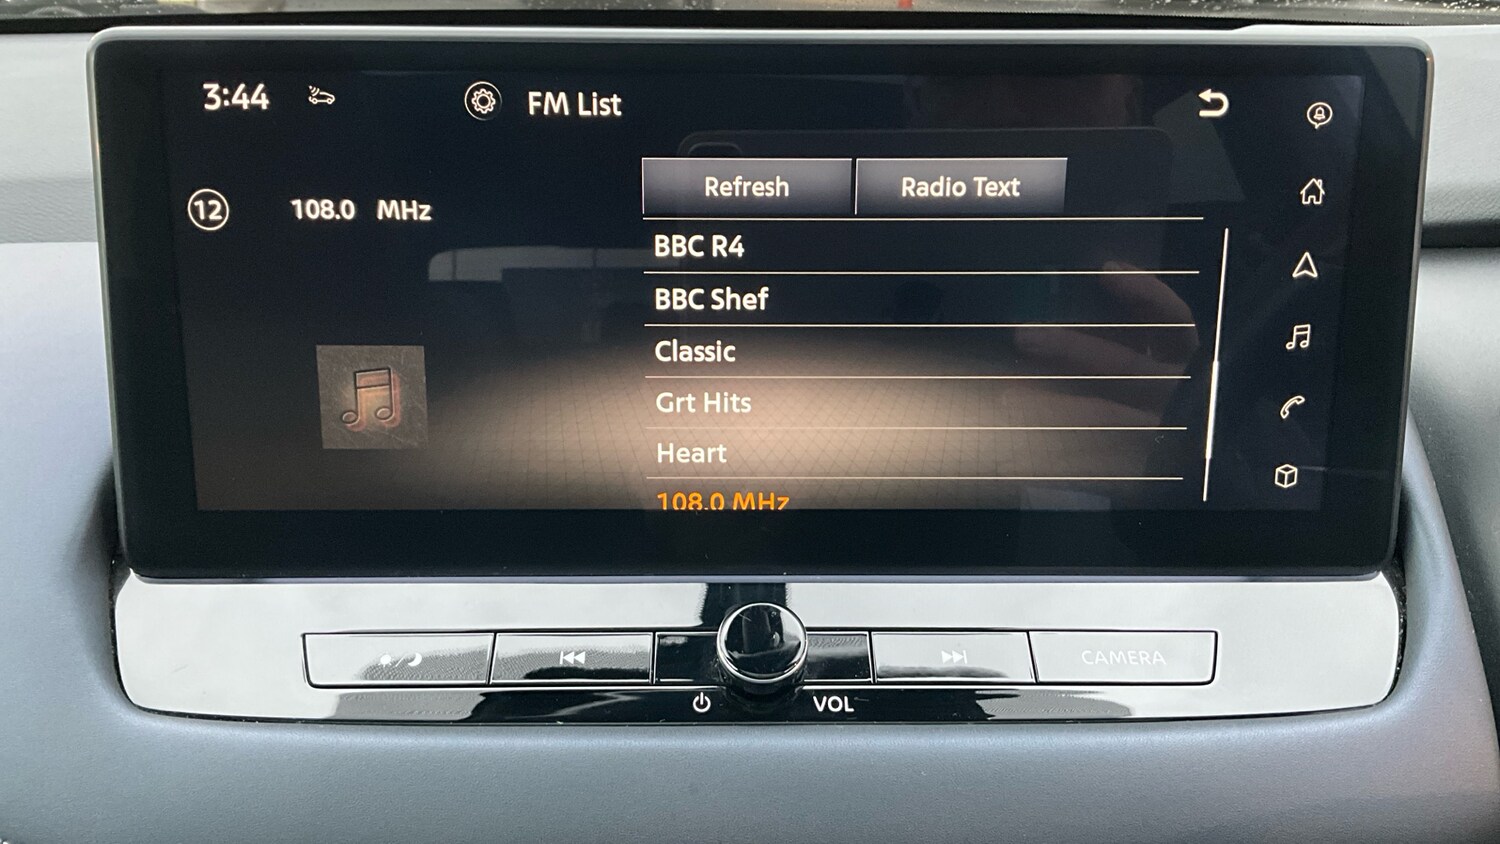 3:44
FM List
Refresh
Radio Text
12
108.0 MHz
BBC R4
BBC Shef
Classic
Grt Hits
Heart
108.0 MHz
CAMERA
VOL